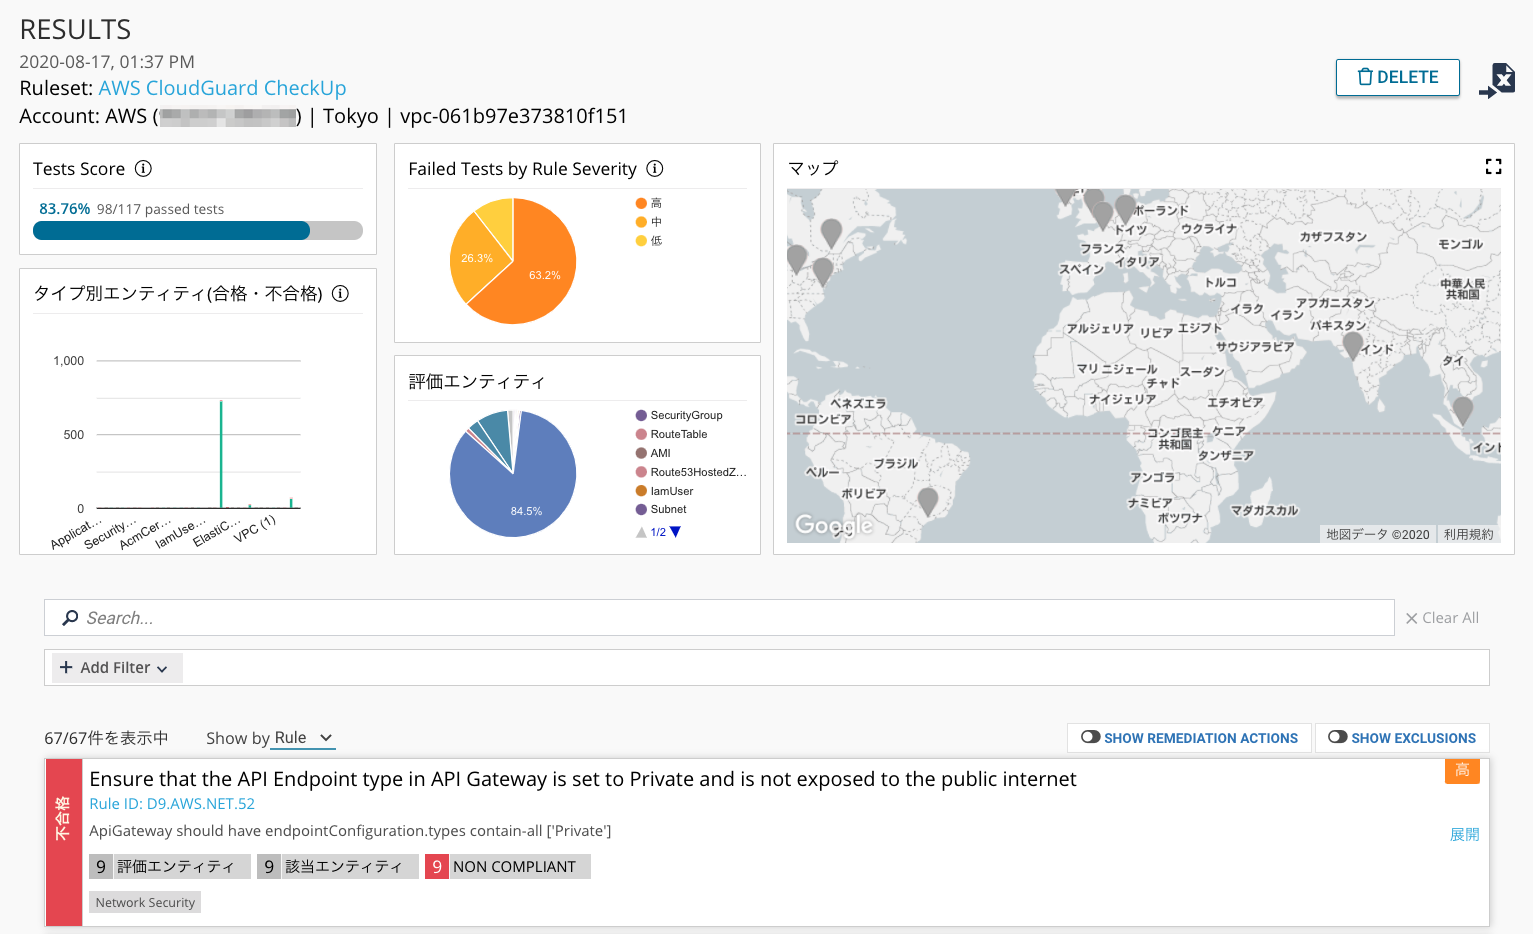 RESULTS
2020-08-17, 01:37 PM
Ruleset: AWS CloudGuard CheckUp
Account: AWS ( ) | Tokyo | vpc-061b97e373810f151
DELETE
Tests Score
83.76% 98/117 passed tests
タイプ別エンティティ(合格・不合格)
1,000
500
0
Applicat...
Security...
AcmCer...
IamUse...
ElastiC...
VPC (1)
Failed Tests by Rule Severity
63.2%
26.3%
高
中
低
評価エンティティ
84.5%
SecurityGroup
RouteTable
AMI
Route53HostedZ...
IamUser
Subnet
1/2
マップ
ポーランド
ドイツ
ウクライナ
カザフスタン
モンゴル
フランス
イタリア
スペイン
トルコ
中華人民
共和国
アフガニスタン
イラク
イラン
パキスタン
アルジェリア
リビア
エジプト
サウジアラビア
インド
タイ
マリ
ニジェール
チャド
スーダン
ナイジェリア
エチオピア
ベネズエラ
コロンビア
コンゴ民主
共和国
ケニア
タンザニア
インド
ペルー
ブラジル
アンゴラ
ボリビア
ナミビア
ボツワナ
マダガスカル
Google
地図データ ©2020
利用規約
Search...
Clear All
Add Filter
67/67件を表示中
Show by Rule
SHOW REMEDIATION ACTIONS
SHOW EXCLUSIONS
不合格
Ensure that the API Endpoint type in API Gateway is set to Private and is not exposed to the public internet
高
Rule ID: D9.AWS.NET.52
ApiGateway should have endpointConfiguration.types contain-all ['Private']
展開
9 評価エンティティ
9 該当エンティティ
9 NON COMPLIANT
Network Security